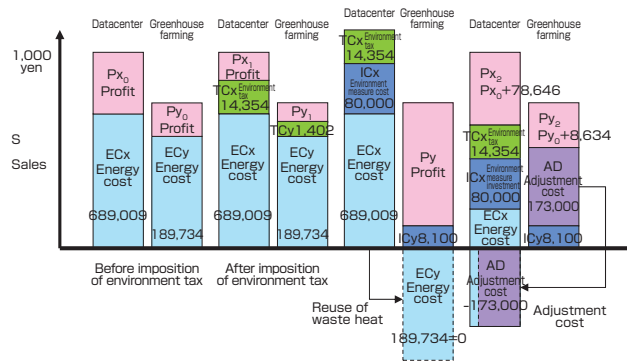 Datacenter
Greenhouse
farming
Datacenter
Greenhouse
farming
Datacenter
Greenhouse
farming
Datacenter
Greenhouse
farming
1,000
yen
S
Sales
Px0
Profit
ECx
Energy
cost
689,009
Py0
Profit
ECy
Energy
cost
189,734
Before imposition
of environment tax
Px1
Profit
TCx Environment
tax
14,354
ECx
Energy
cost
689,009
Py1
TCy1,402
ECy
Energy
cost
189,734
After imposition
of environment tax
TCx Environment
tax
14,354
ICx Environment
measure cost
80,000
ECx
Energy
cost
689,009
Py
Profit
ICy8,100
ECy
Energy
cost
189,734=0
Reuse of
waste heat
Px2
Px0+78,646
TCx Environment
tax
14,354
ICx Environment
measure
investment
80,000
ECx
Energy
cost
AD
Adjustment
cost
-173,000
Py2
Py0+8,634
AD
Adjustment
cost
173,000
ICy8,100
Adjustment
cost